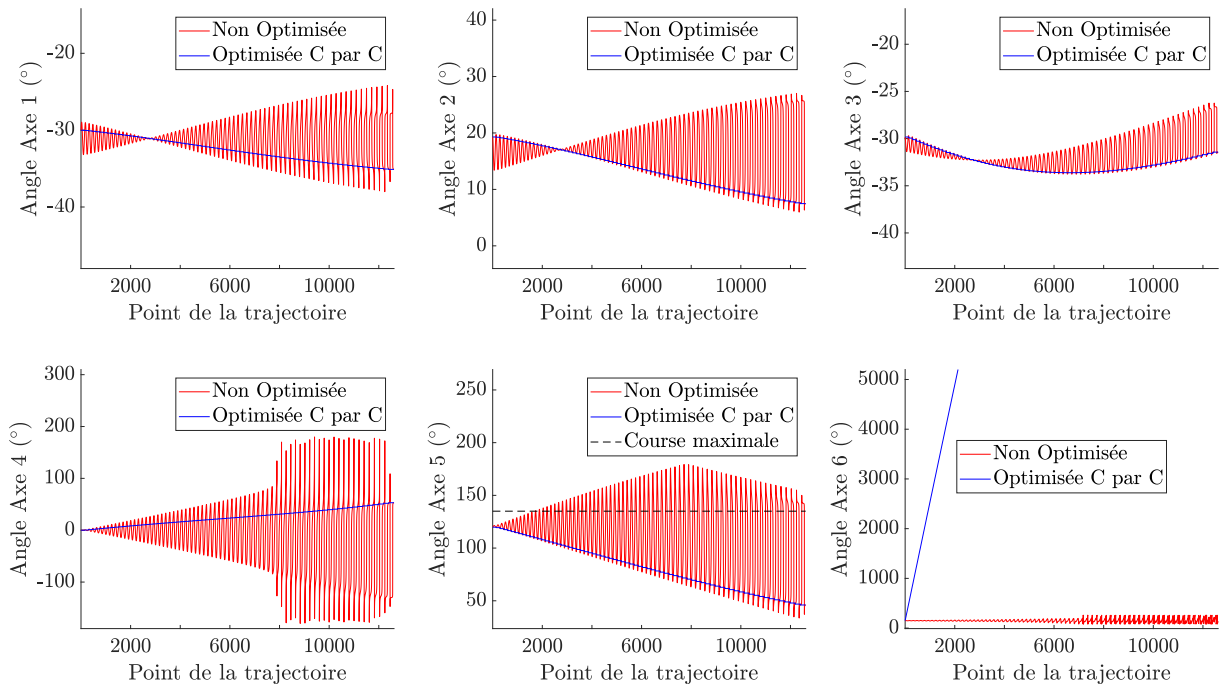 Angle Axe 1 (°)
-20
-30
-40
Non Optimisée
Optimisée C par C
2000
6000
10000
Point de la trajectoire
Angle Axe 2 (°)
40
30
20
10
0
Non Optimisée
Optimisée C par C
2000
6000
10000
Point de la trajectoire
Angle Axe 3 (°)
-20
-25
-30
-35
-40
Non Optimisée
Optimisée C par C
2000
6000
10000
Point de la trajectoire
Angle Axe 4 (°)
300
200
100
0
-100
Non Optimisée
Optimisée C par C
2000
6000
10000
Point de la trajectoire
Angle Axe 5 (°)
250
200
150
100
50
Non Optimisée
Optimisée C par C
Course maximale
2000
6000
10000
Point de la trajectoire
Angle Axe 6 (°)
5000
4000
3000
2000
1000
0
Non Optimisée
Optimisée C par C
2000
6000
10000
Point de la trajectoire